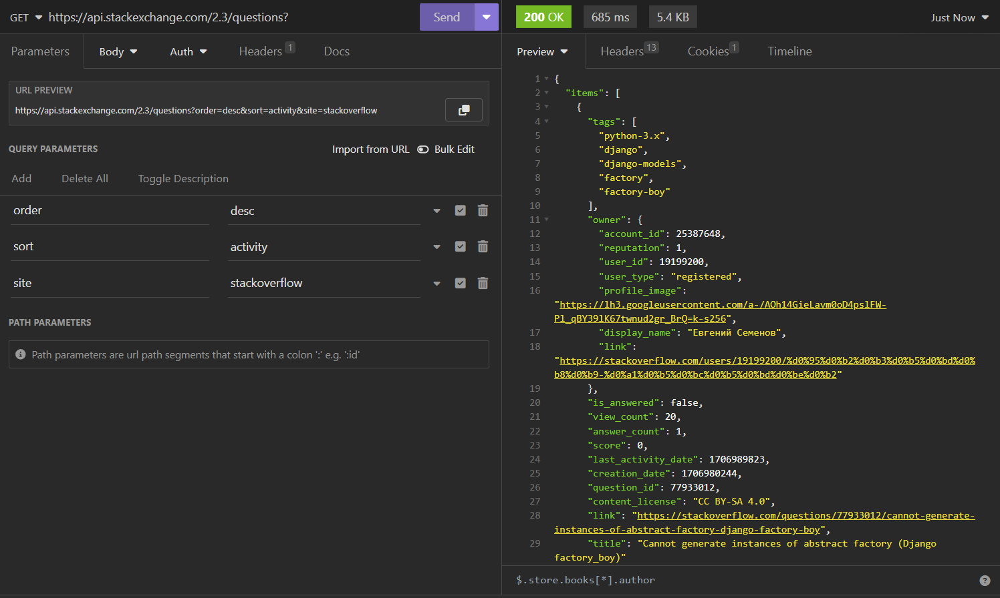 GET https://api.stackexchange.com/2.3/questions? Send
200 OK 685 ms 5.4 KB Just Now
Parameters Body Auth Headers 1 Docs
Preview Headers 13 Cookies 1 Timeline
URL PREVIEW
https://api.stackexchange.com/2.3/questions?order=desc&sort=activity&site=stackoverflow
QUERY PARAMETERS Import from URL Bulk Edit
Add Delete All Toggle Description
order desc
sort activity
site stackoverflow
PATH PARAMETERS
Path parameters are url path segments that start with a colon ':' e.g. ':id'
1 {
2 "items": [
3 {
4 "tags": [
5 "python-3.x",
6 "django",
7 "django-models",
8 "factory",
9 "factory-boy"
10 ],
11 "owner": {
12 "account_id": 25387648,
13 "reputation": 1,
14 "user_id": 19199200,
15 "user_type": "registered",
16 "profile_image":
"https://lh3.googleusercontent.com/a-/AOh14GieLavm0oD4pslFW-
Pl_qBY39lK67twnud2gr_BrQ=k-s256",
17 "display_name": "Евгений Семенов",
18 "link":
"https://stackoverflow.com/users/19199200/%d0%95%d0%b2%d0%b3%d0%b5%d0%bd%d0%
b8%d0%b9-%d0%a1%d0%b5%d0%bc%d0%b5%d0%bd%d0%be%d0%b2"
19 },
20 "is_answered": false,
21 "view_count": 20,
22 "answer_count": 1,
23 "score": 0,
24 "last_activity_date": 1706989823,
25 "creation_date": 1706980244,
26 "question_id": 77933012,
27 "content_license": "CC BY-SA 4.0",
28 "link": "https://stackoverflow.com/questions/77933012/cannot-generate-
instances-of-abstract-factory-django-factory-boy",
29 "title": "Cannot generate instances of abstract factory (Django
factory_boy)"
$.store.books[*].author ?